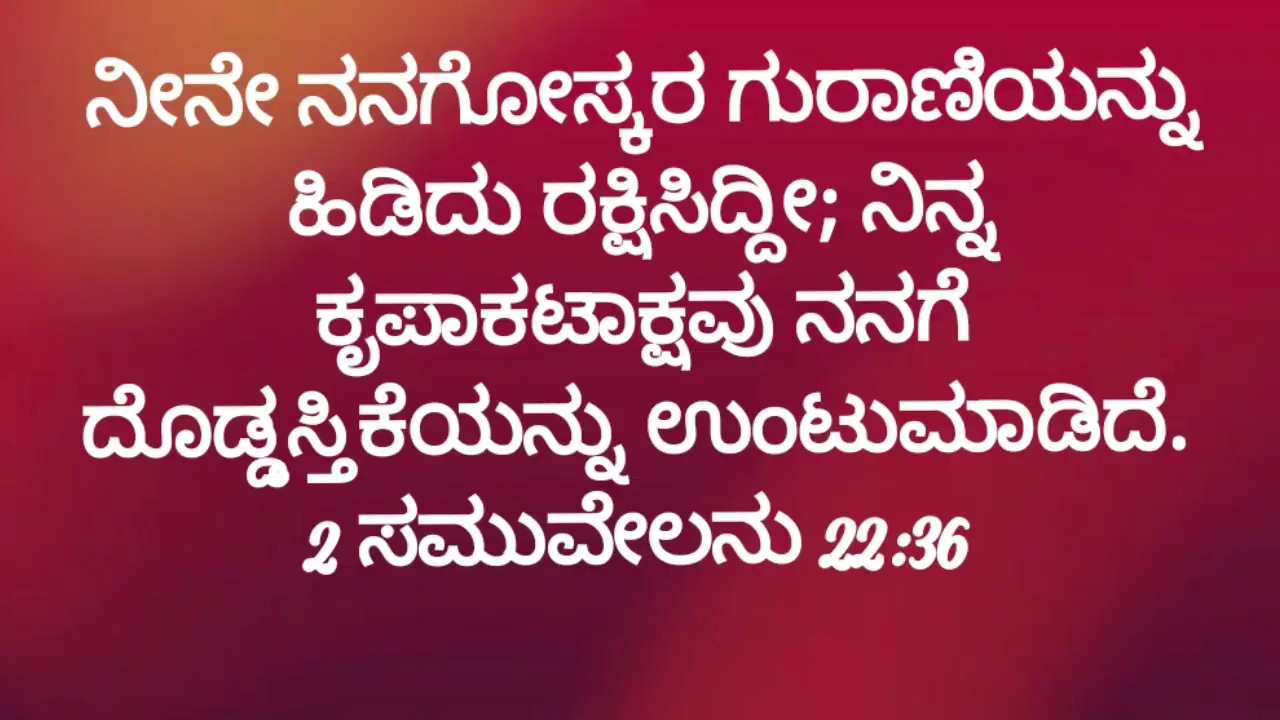 ನೀನೇ ನನಗೋಸ್ಕರ ಗುರಾಣಿಯನ್ನು
ಹಿಡಿದು ರಕ್ಷಿಸಿದ್ದೀ; ನಿನ್ನ
ಕೃಪಾಕಟಾಕ್ಷವು ನನಗೆ
ದೊಡ್ಡಸ್ತಿಕೆಯನ್ನು ಉಂಟುಮಾಡಿದೆ.
2 ಸಮುವೇಲನು 22:36